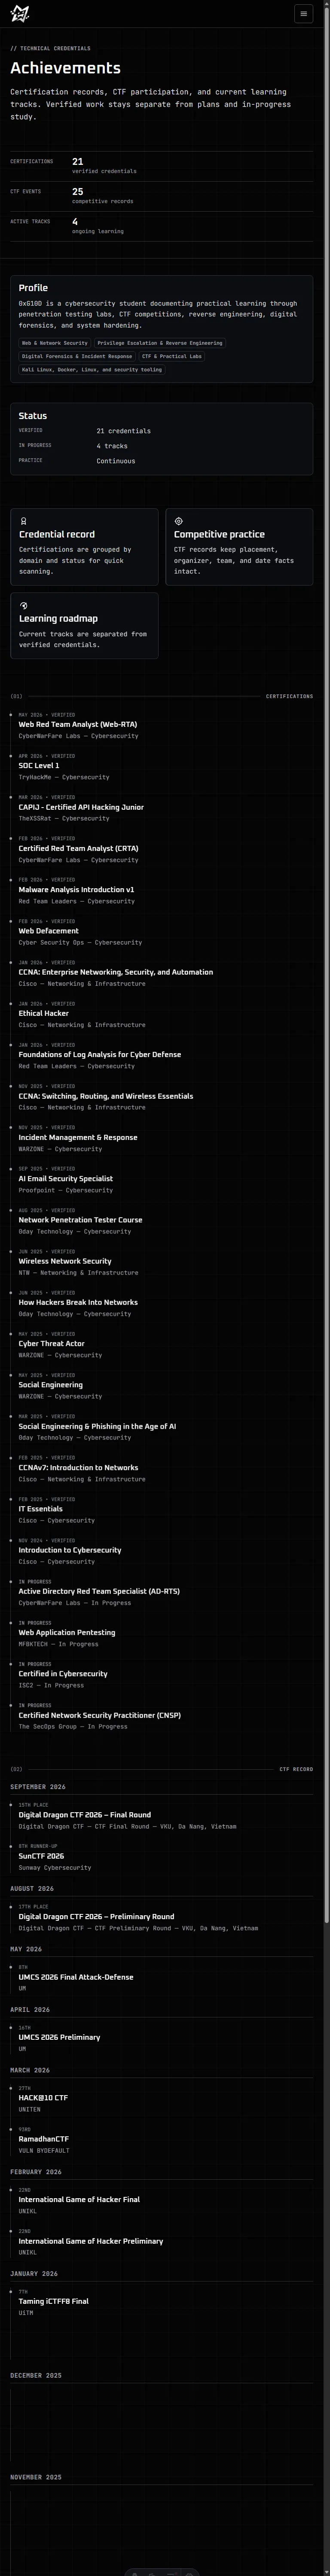 // TECHNICAL CREDENTIALS
Achievements
Certification records, CTF participation, and current learning
tracks. Verified work stays separate from plans and in-progress
study.
CERTIFICATIONS 21
verified credentials
CTF EVENTS 25
competitive records
ACTIVE TRACKS 4
ongoing learning
Profile
0xG10D is a cybersecurity student documenting practical learning through
penetration testing labs, CTF competitions, reverse engineering, digital
forensics, and system hardening.
Web & Network Security Privilege Escalation & Reverse Engineering
Digital Forensics & Incident Response CTF & Practical Labs
Kali Linux, Docker, Linux, and security tooling
Status
VERIFIED 21 credentials
IN PROGRESS 4 tracks
PRACTICE Continuous
Credential record
Certifications are grouped by
domain and status for quick
scanning.
Competitive practice
CTF records keep placement,
organizer, team, and date facts
intact.
Learning roadmap
Current tracks are separated from
verified credentials.
(01) CERTIFICATIONS
MAY 2026 • VERIFIED
Web Red Team Analyst (Web-RTA)
CyberWarFare Labs — Cybersecurity
APR 2026 • VERIFIED
SOC Level 1
TryHackMe — Cybersecurity
MAR 2026 • VERIFIED
CAPIJ - Certified API Hacking Junior
TheXSSRat — Cybersecurity
FEB 2026 • VERIFIED
Certified Red Team Analyst (CRTA)
CyberWarFare Labs — Cybersecurity
FEB 2026 • VERIFIED
Malware Analysis Introduction v1
Red Team Leaders — Cybersecurity
FEB 2026 • VERIFIED
Web Defacement
Cyber Security Ops — Cybersecurity
JAN 2026 • VERIFIED
CCNA: Enterprise Networking, Security, and Automation
Cisco — Networking & Infrastructure
JAN 2026 • VERIFIED
Ethical Hacker
Cisco — Networking & Infrastructure
JAN 2026 • VERIFIED
Foundations of Log Analysis for Cyber Defense
Red Team Leaders — Cybersecurity
NOV 2025 • VERIFIED
CCNA: Switching, Routing, and Wireless Essentials
Cisco — Networking & Infrastructure
NOV 2025 • VERIFIED
Incident Management & Response
WARZONE — Cybersecurity
SEP 2025 • VERIFIED
AI Email Security Specialist
Proofpoint — Cybersecurity
AUG 2025 • VERIFIED
Network Penetration Tester Course
0day Technology — Cybersecurity
JUN 2025 • VERIFIED
Wireless Network Security
NTW — Networking & Infrastructure
JUN 2025 • VERIFIED
How Hackers Break Into Networks
0day Technology — Cybersecurity
MAY 2025 • VERIFIED
Cyber Threat Actor
WARZONE — Cybersecurity
MAY 2025 • VERIFIED
Social Engineering
WARZONE — Cybersecurity
MAR 2025 • VERIFIED
Social Engineering & Phishing in the Age of AI
0day Technology — Cybersecurity
FEB 2025 • VERIFIED
CCNAv7: Introduction to Networks
Cisco — Networking & Infrastructure
FEB 2025 • VERIFIED
IT Essentials
Cisco — Cybersecurity
NOV 2024 • VERIFIED
Introduction to Cybersecurity
Cisco — Cybersecurity
IN PROGRESS
Active Directory Red Team Specialist (AD-RTS)
CyberWarFare Labs — In Progress
IN PROGRESS
Web Application Pentesting
MFBKTECH — In Progress
IN PROGRESS
Certified in Cybersecurity
ISC2 — In Progress
IN PROGRESS
Certified Network Security Practitioner (CNSP)
The SecOps Group — In Progress
(02) CTF RECORD
SEPTEMBER 2026
15TH PLACE
Digital Dragon CTF 2026 – Final Round
Digital Dragon CTF — CTF Final Round — VKU, Da Nang, Vietnam
8TH RUNNER-UP
SunCTF 2026
Sunway Cybersecurity
AUGUST 2026
17TH PLACE
Digital Dragon CTF 2026 – Preliminary Round
Digital Dragon CTF — CTF Preliminary Round — VKU, Da Nang, Vietnam
MAY 2026
9TH
UMCS 2026 Final Attack-Defense
UM
APRIL 2026
16TH
UMCS 2026 Preliminary
UM
MARCH 2026
27TH
HACK@10 CTF
UNITEN
93RD
RamadhanCTF
VULN BYDEFAULT
FEBRUARY 2026
22ND
International Game of Hacker Final
UNIKL
22ND
International Game of Hacker Preliminary
UNIKL
JANUARY 2026
7TH
Taming iCTFF8 Final
UiTM
DECEMBER 2025
NOVEMBER 2025